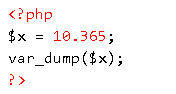 <?php
$x = 10.365;
var_dump($x);
?>